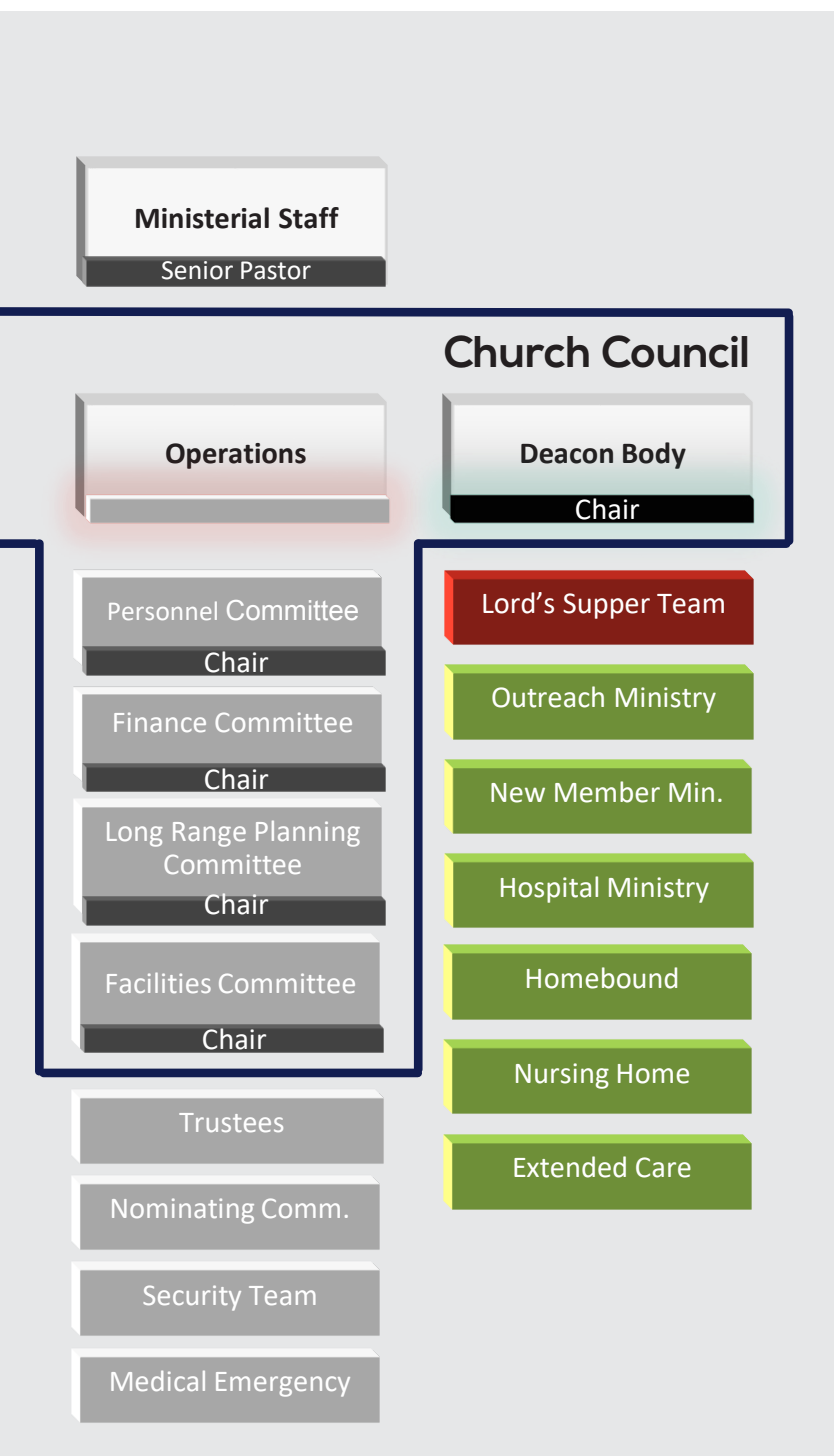 Ministerial Staff
Senior Pastor
Church Council
Operations
Deacon Body
Chair
Personnel Committee
Chair
Finance Committee
Chair
Long Range Planning
Committee
Chair
Facilities Committee
Chair
Trustees
Nominating Comm.
Security Team
Medical Emergency
Lord's Supper Team
Outreach Ministry
New Member Min.
Hospital Ministry
Homebound
Nursing Home
Extended Care